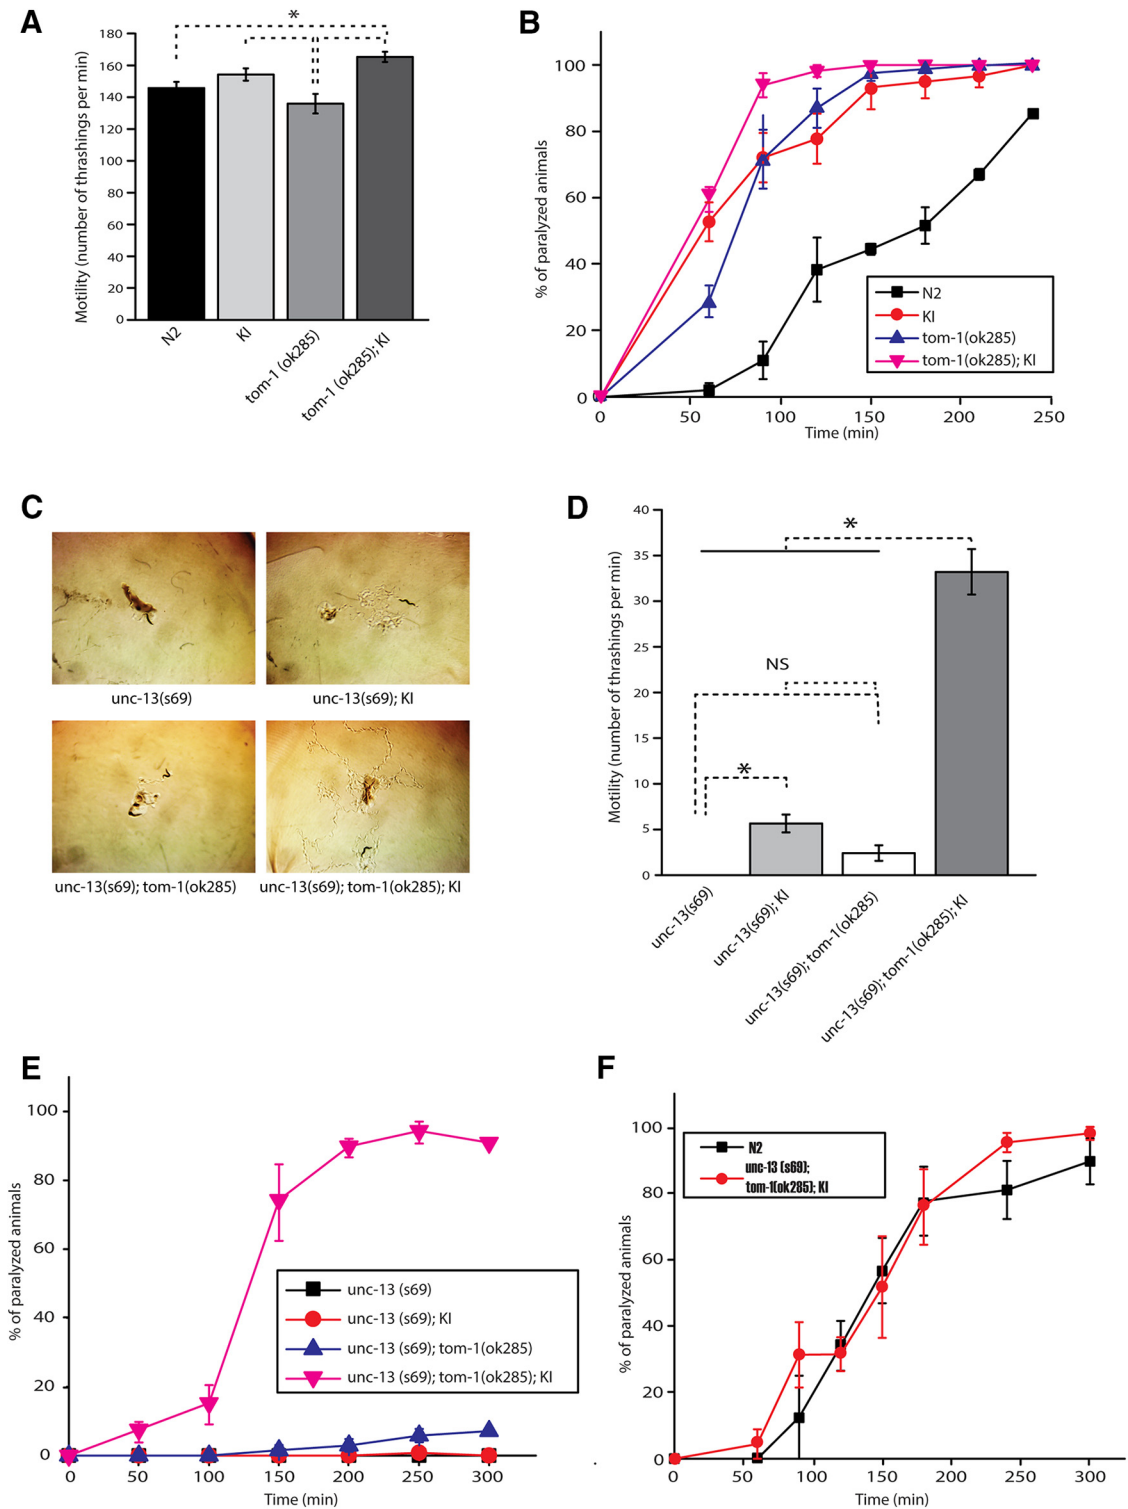 A
Motility (number of thrashings per min)
180
160
140
120
100
80
60
40
20
0
*
N2
KI
tom-1 (ok285)
tom-1 (ok285); KI
B
% of paralyzed animals
100
80
60
40
20
0
0
50
100
150
200
250
Time (min)
N2
KI
tom-1(ok285)
tom-1(ok285); KI
C
unc-13(s69)
unc-13(s69); KI
unc-13(s69); tom-1(ok285)
unc-13(s69); tom-1(ok285); KI
D
Motility (number of thrashings per min)
40
35
30
25
20
15
10
5
0
*
NS
*
unc-13(s69)
unc-13(s69); KI
unc-13(s69); tom-1(ok285)
unc-13(s69); tom-1(ok285); KI
E
% of paralyzed animals
100
80
60
40
20
0
0
50
100
150
200
250
300
Time (min)
unc-13 (s69)
unc-13 (s69); KI
unc-13 (s69); tom-1(ok285)
unc-13 (s69); tom-1(ok285); KI
F
% of paralyzed animals
100
80
60
40
20
0
0
50
100
150
200
250
300
Time (min)
N2
unc-13 (s69);
tom-1(ok285); KI